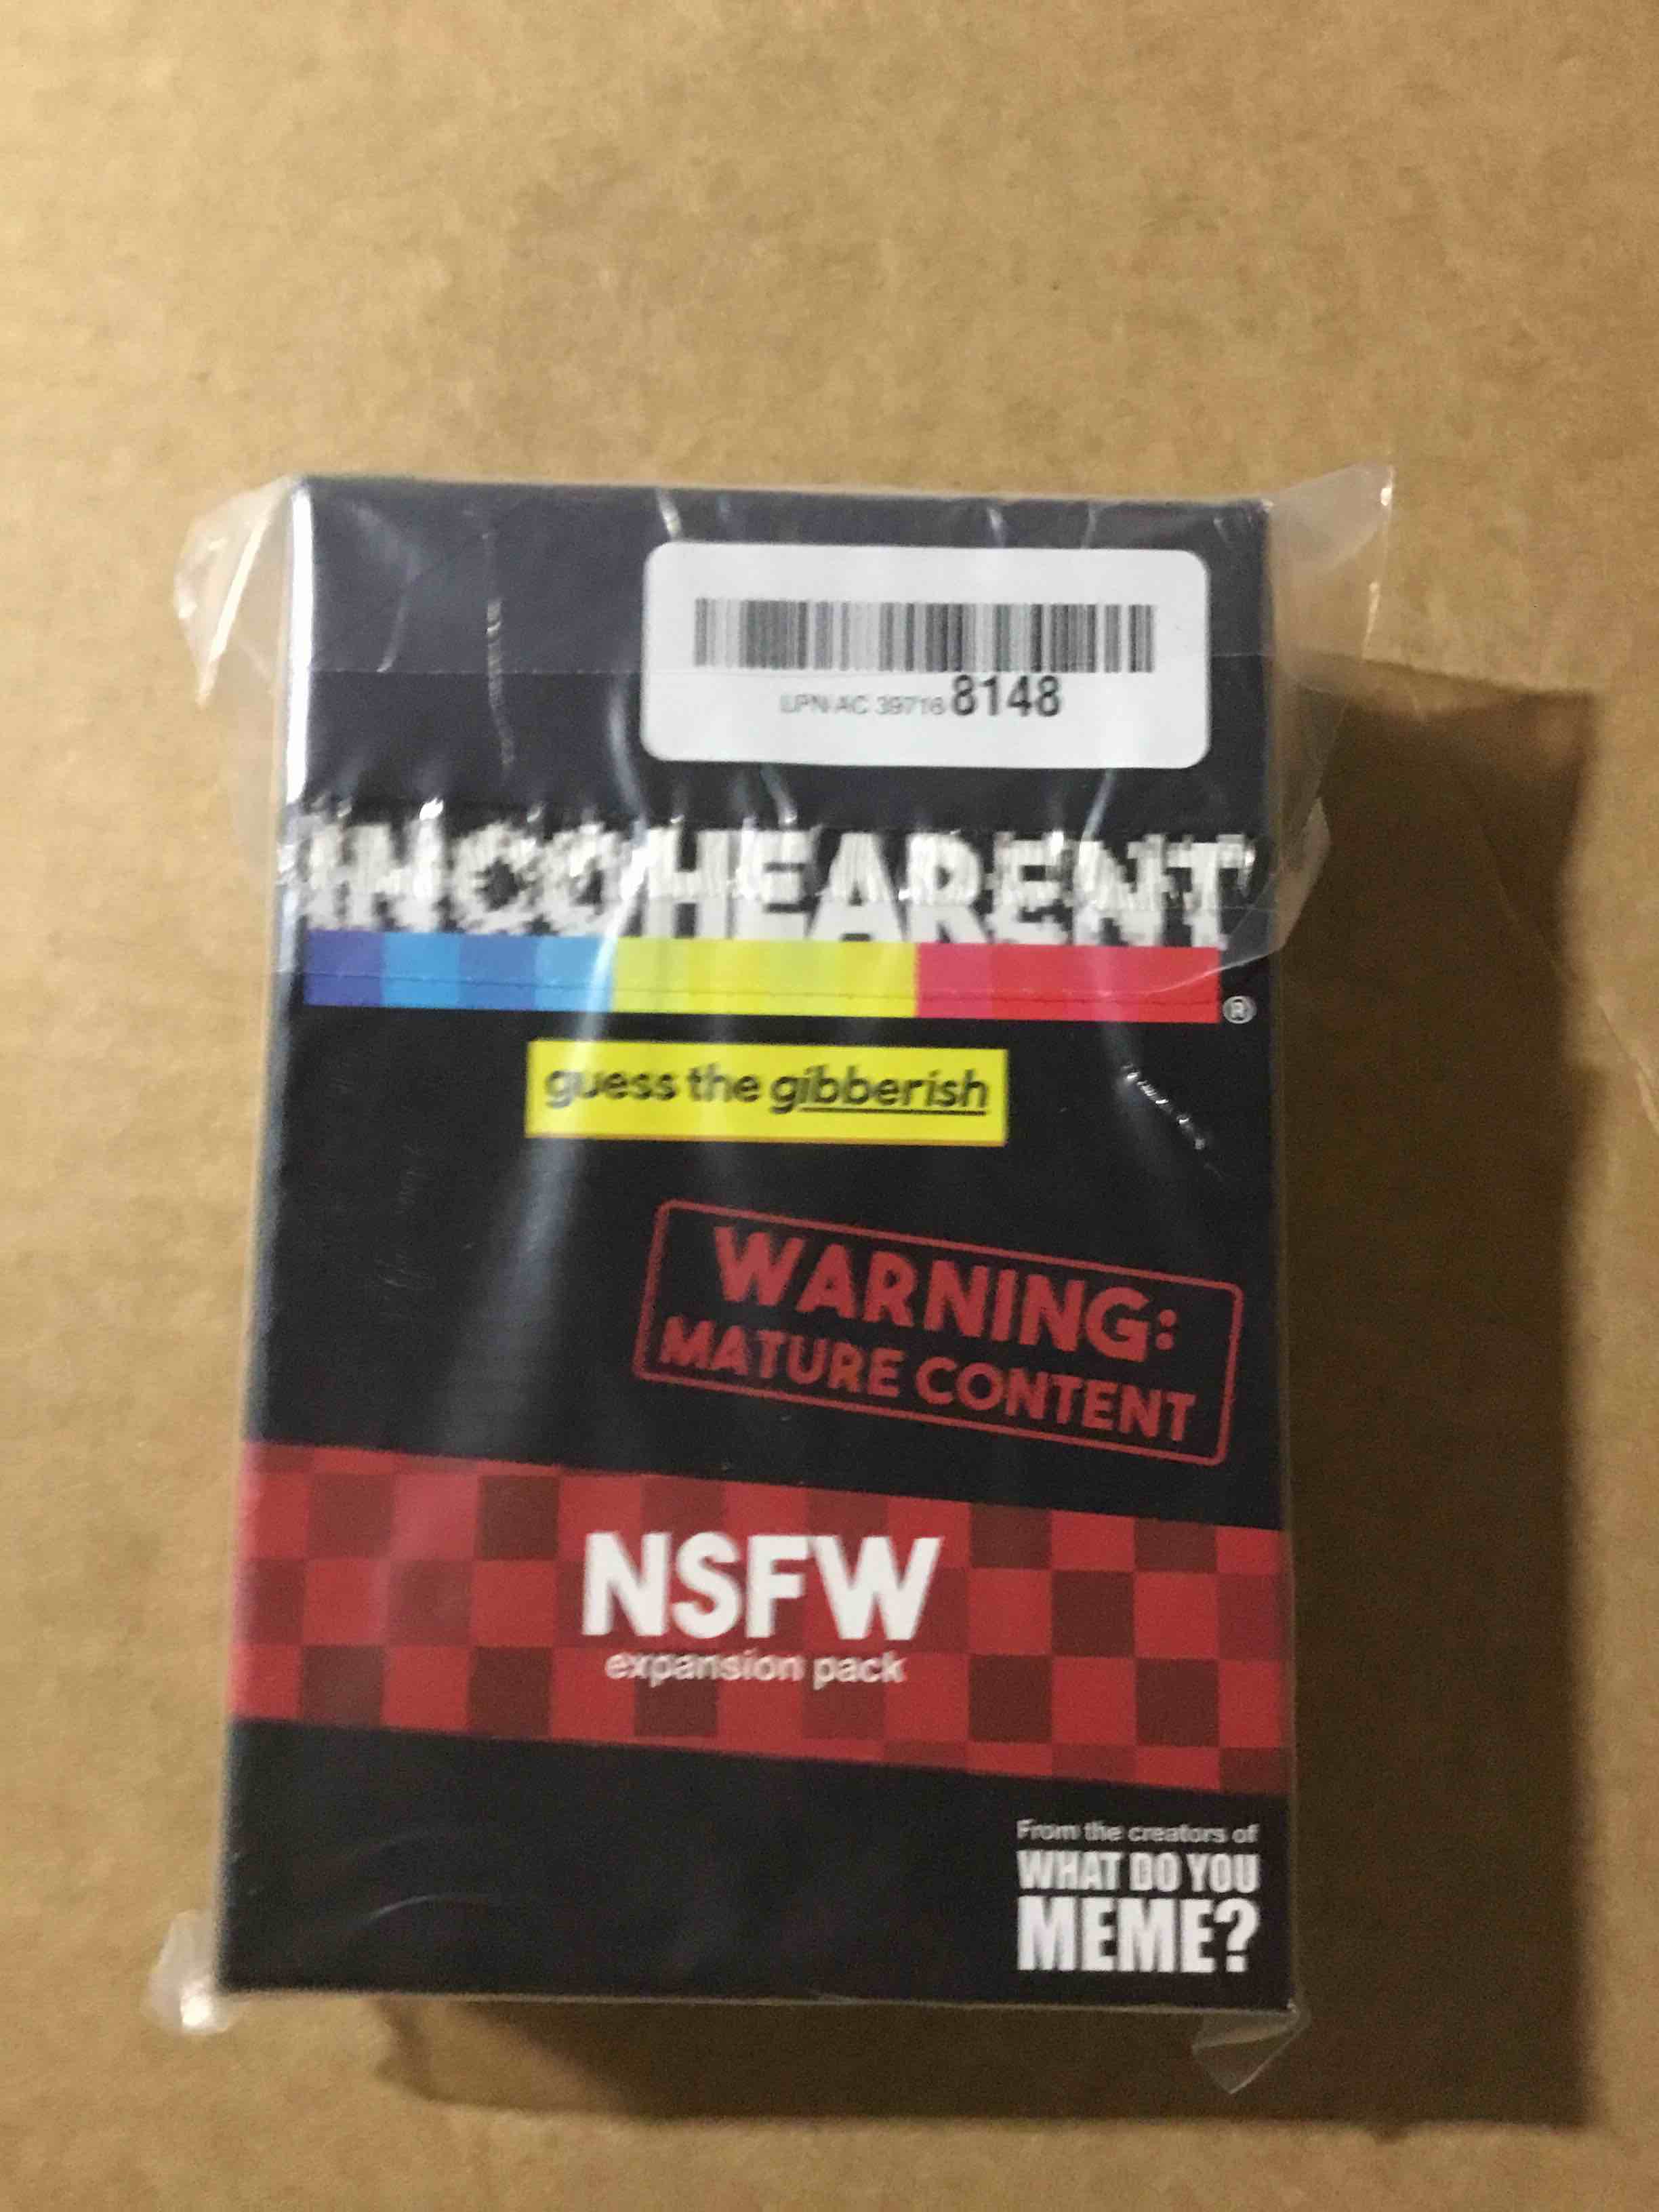 LPN AC 39716 8148
INCOHEARENT
®
guess the gibberish
WARNING:
MATURE CONTENT
NSFW
expansion pack
From the creators of
WHAT DO YOU
MEME?